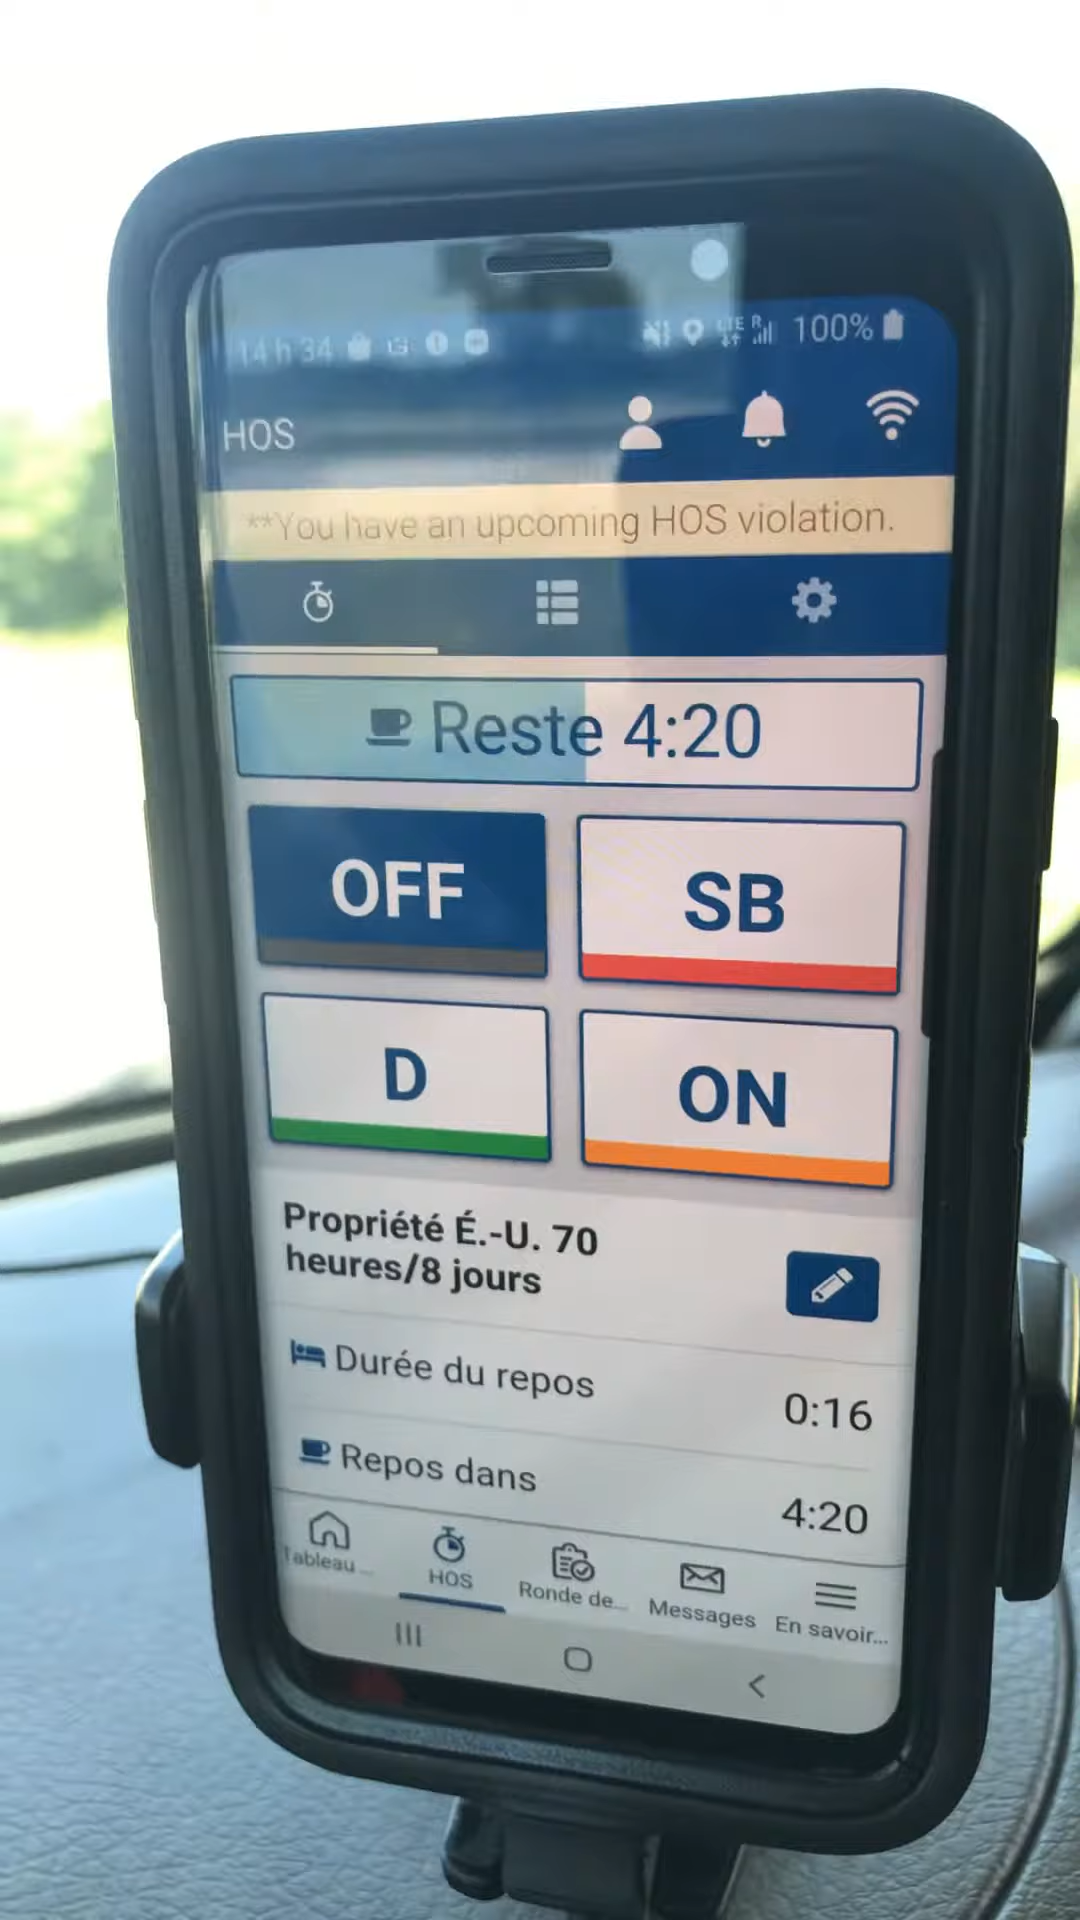 14 h 34
LTE R 100%
HOS
**You have an upcoming HOS violation.
Reste 4:20
OFF
SB
D
ON
Propriété É.-U. 70
heures/8 jours
Durée du repos
0:16
Repos dans
4:20
Tableau ...
HOS
Ronde de...
Messages
En savoir...